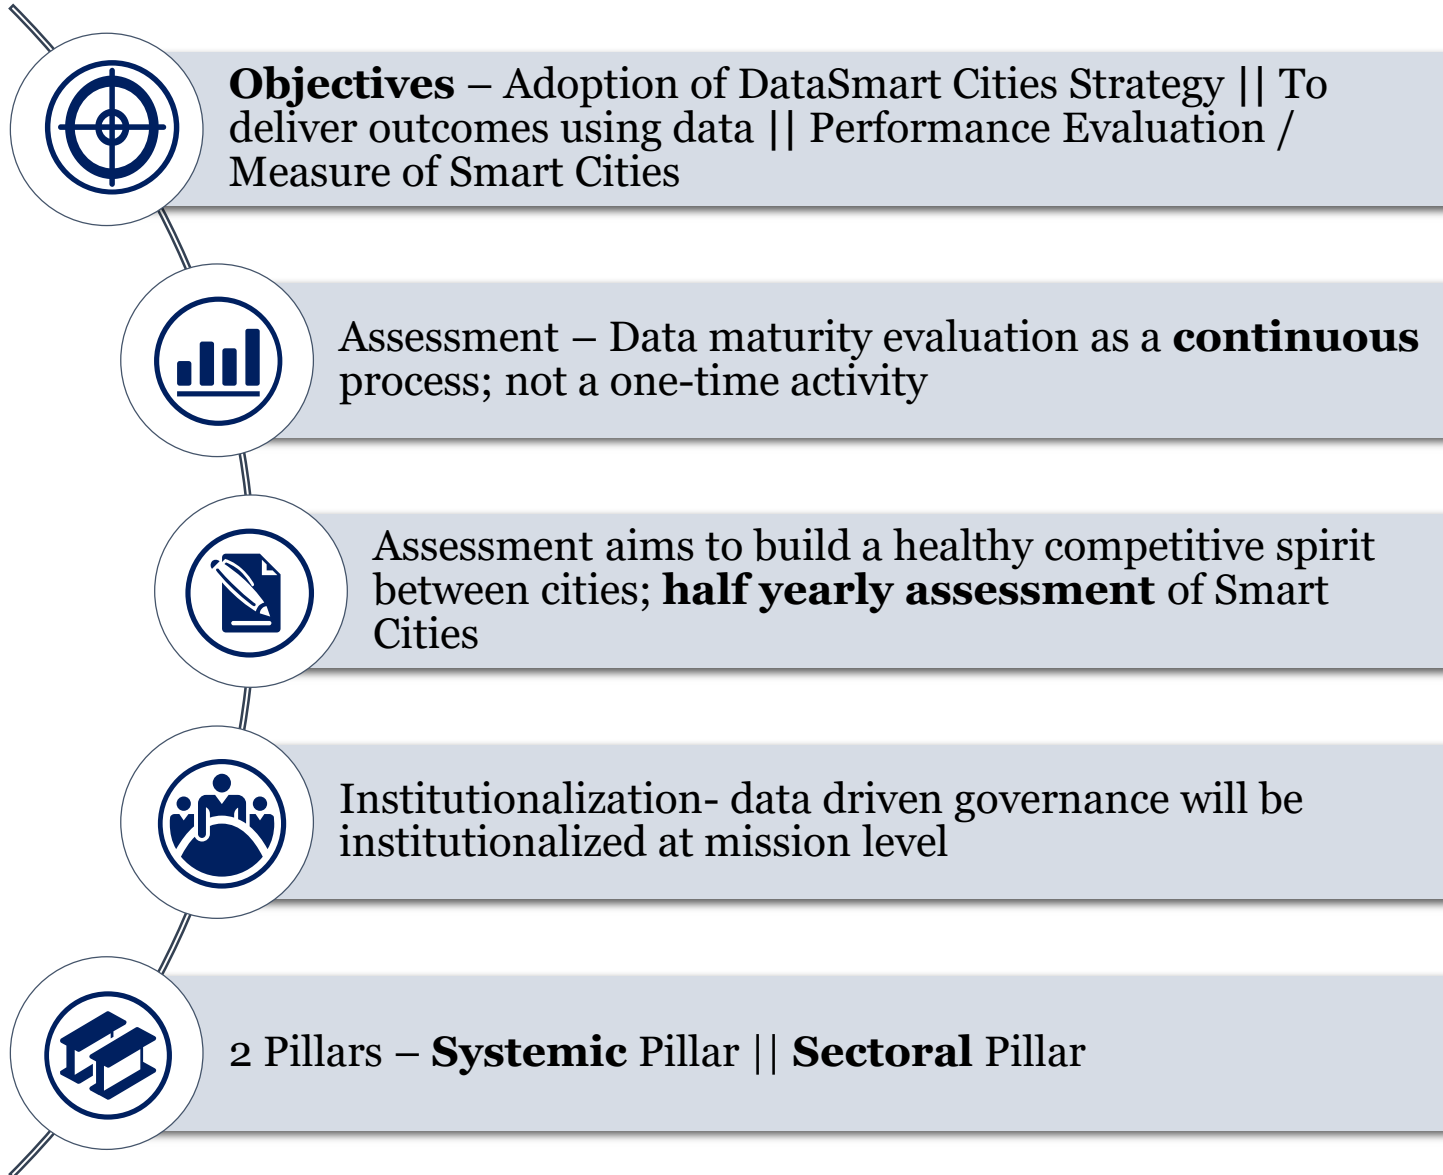 Objectives – Adoption of DataSmart Cities Strategy || To
deliver outcomes using data || Performance Evaluation /
Measure of Smart Cities
Assessment – Data maturity evaluation as a continuous
process; not a one-time activity
Assessment aims to build a healthy competitive spirit
between cities; half yearly assessment of Smart
Cities
Institutionalization- data driven governance will be
institutionalized at mission level
2 Pillars – Systemic Pillar || Sectoral Pillar